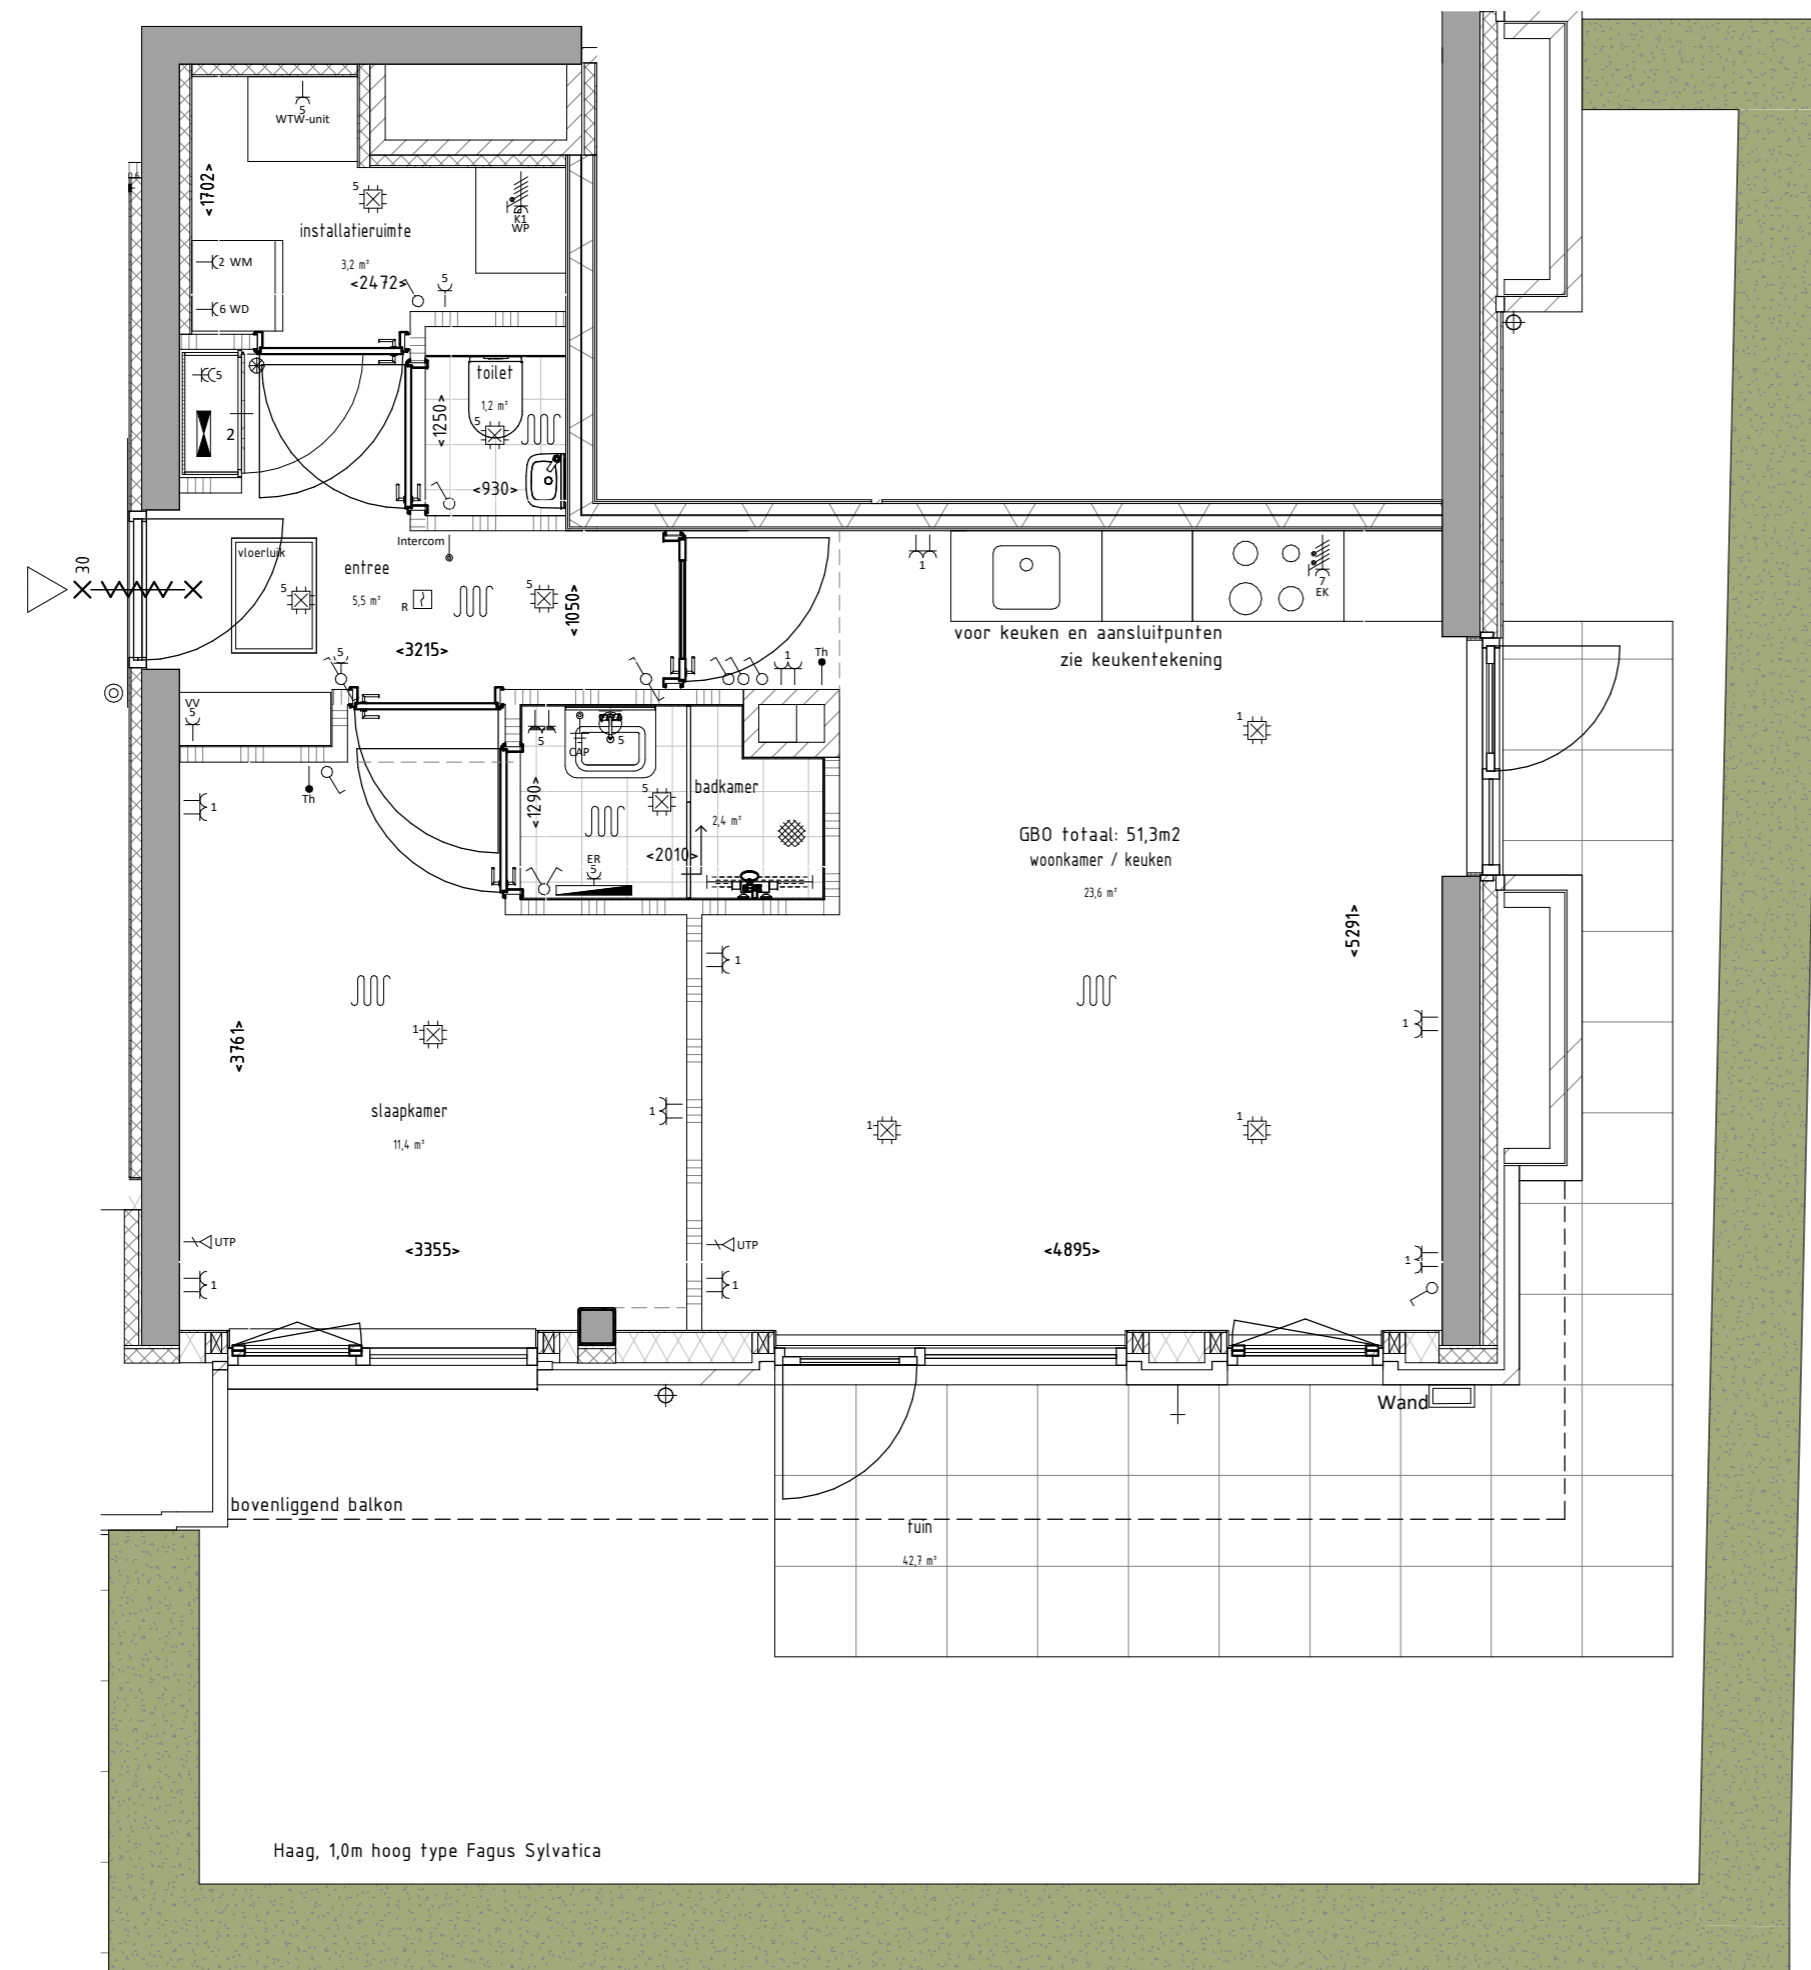 5
WTW-unit
<1702>
5
K1
WP
installatieruimte
3,2 m²
<2472>
5
2 WM
6 WD
5
2
toilet
1,2 m²
5
<1250>
<930>
30
vloerluik
5
entree
5,5 m²
Intercom
R
5
<1050>
<3215>
5
1
Th
1
7
EK
voor keuken en aansluitpunten
zie keukentekening
VV
5
Th
1
5
CAP
5
<1290>
5
badkamer
2,4 m²
<2010>
ER
5
1
GBO totaal: 51,3m2
woonkamer / keuken
23,6 m²
<5291>
1
1
<3761>
1
slaapkamer
11,4 m²
1
1
1
UTP
1
<3355>
UTP
1
<4895>
1
Wand
bovenliggend balkon
tuin
42,7 m²
Haag, 1,0m hoog type Fagus Sylvatica